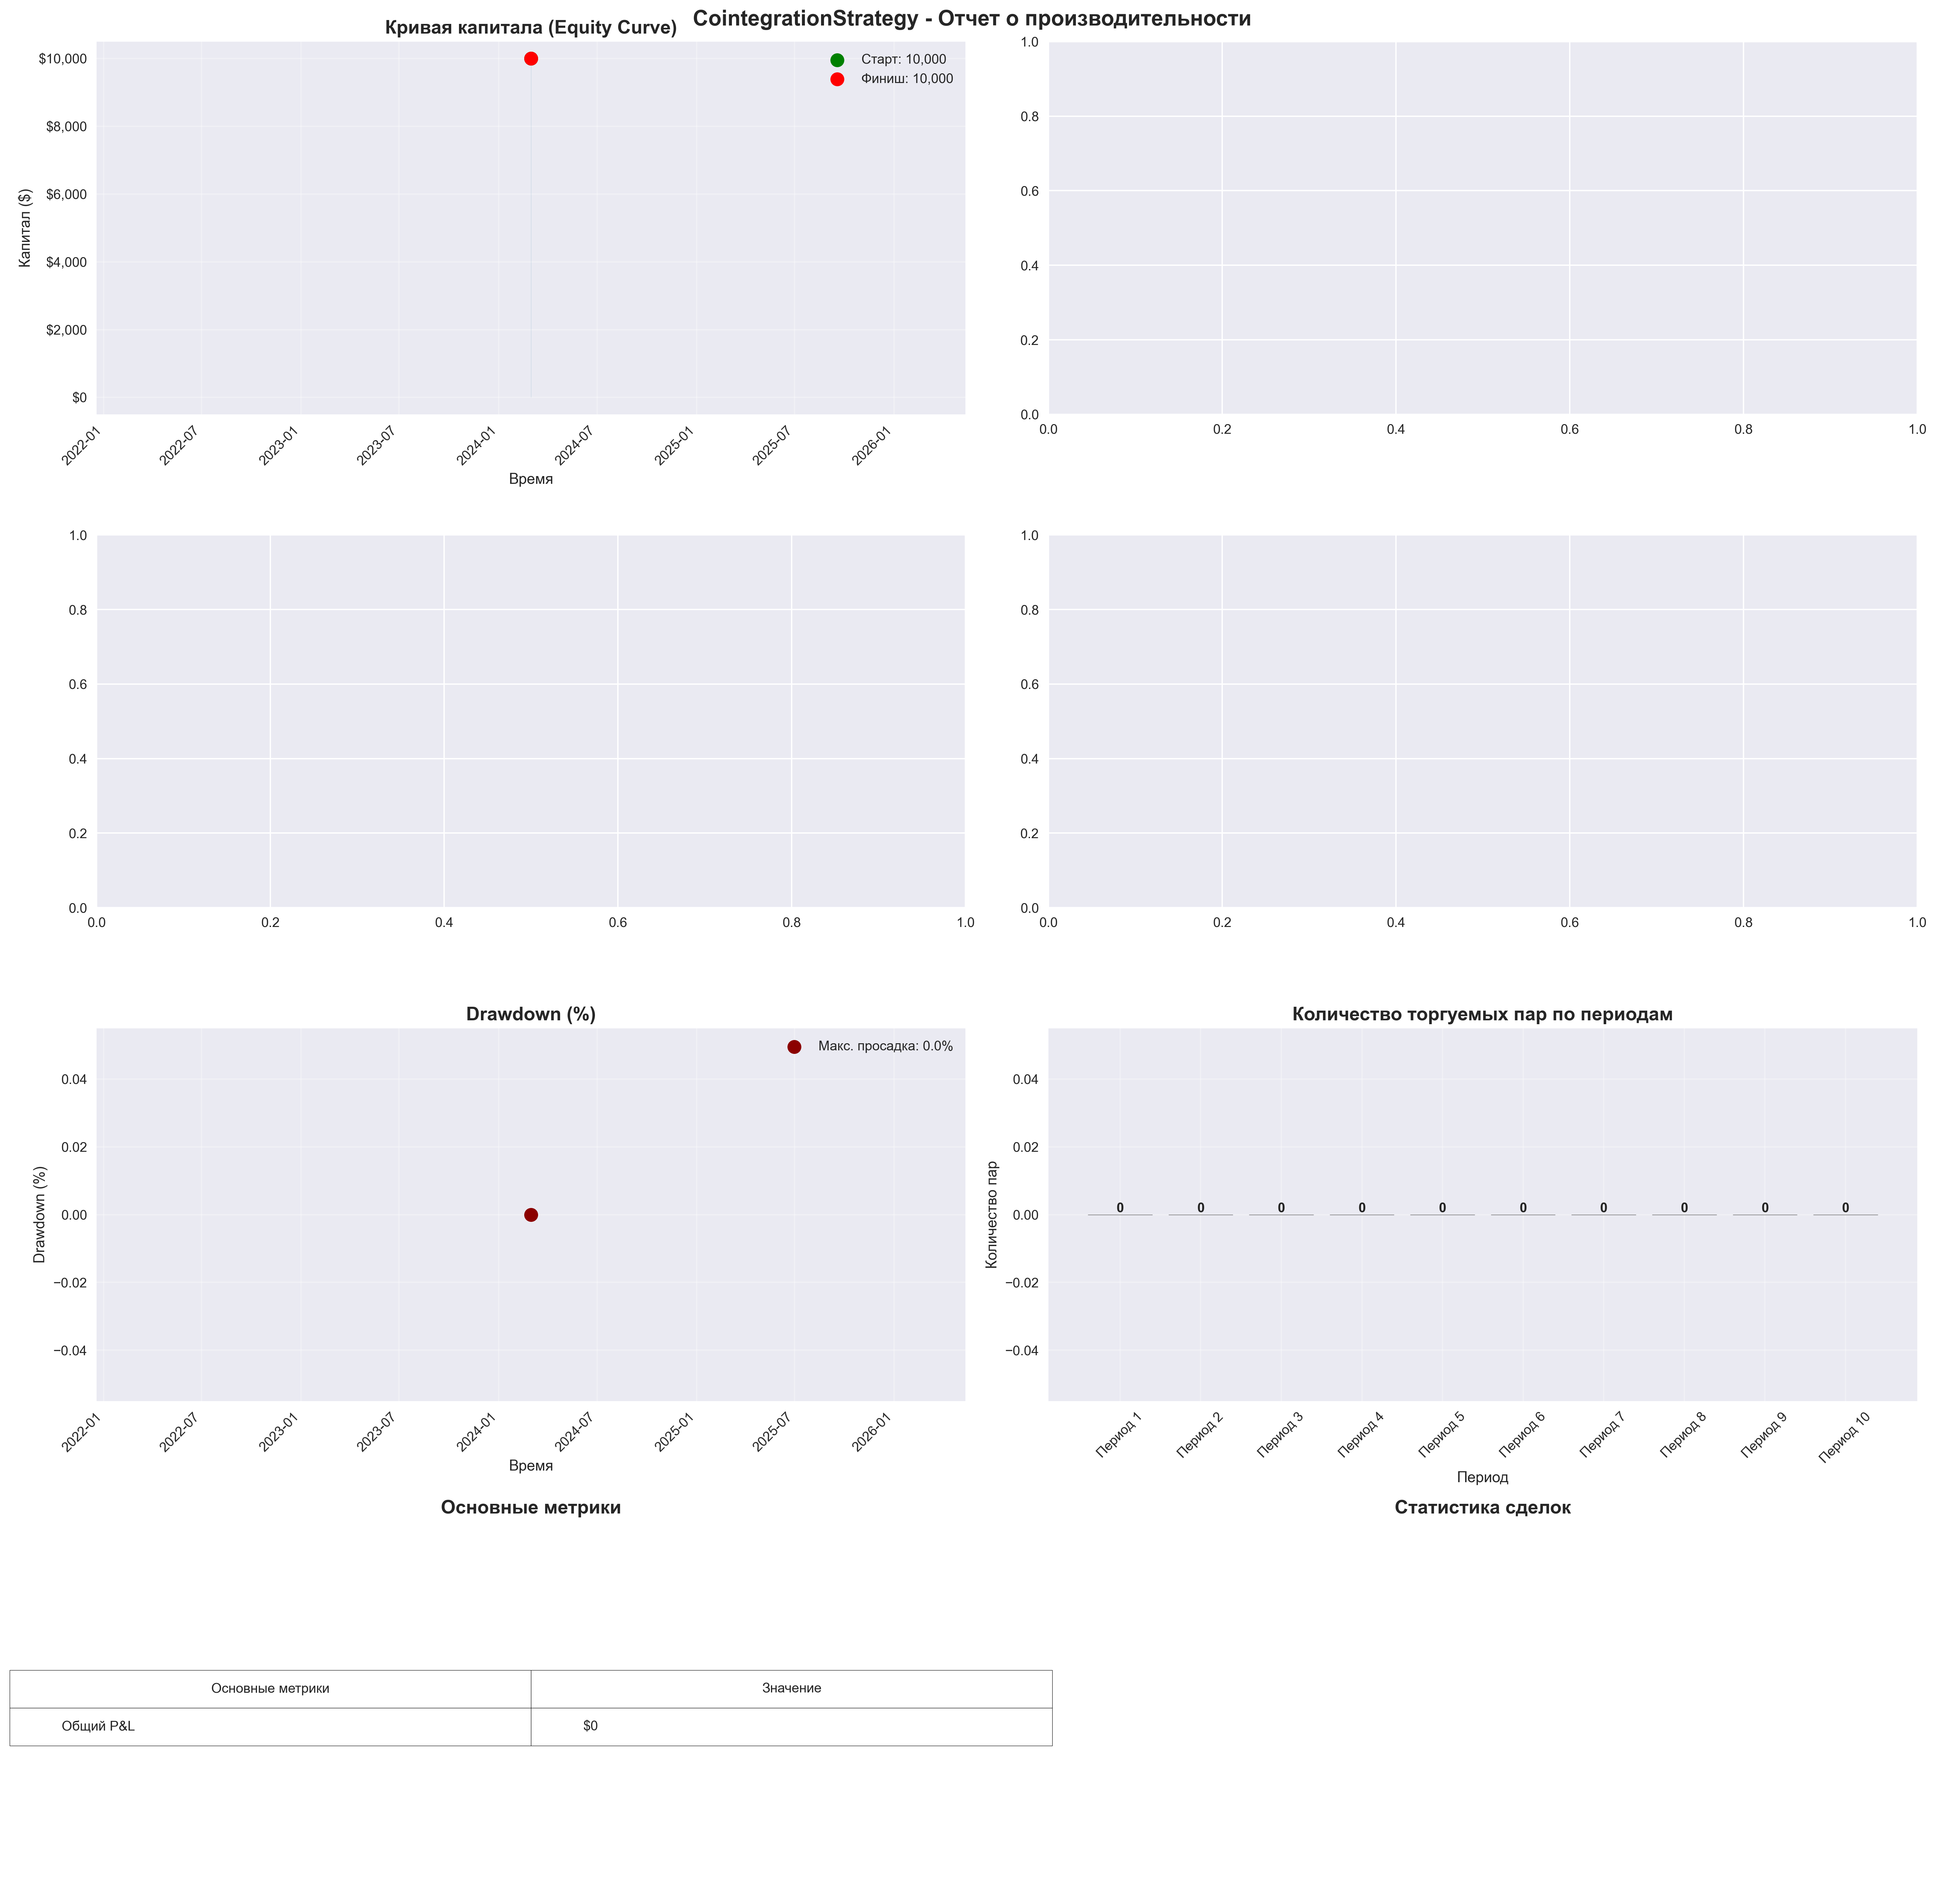 CointegrationStrategy - Отчет о производительности
Кривая капитала (Equity Curve)
Капитал ($)
$10,000
$8,000
$6,000
$4,000
$2,000
$0
Старт: 10,000
Финиш: 10,000
2022-01 2022-07 2023-01 2023-07 2024-01 2024-07 2025-01 2025-07 2026-01
Время
1.0
0.8
0.6
0.4
0.2
0.0
0.0 0.2 0.4 0.6 0.8 1.0
1.0
0.8
0.6
0.4
0.2
0.0
0.0 0.2 0.4 0.6 0.8 1.0
1.0
0.8
0.6
0.4
0.2
0.0
0.0 0.2 0.4 0.6 0.8 1.0
Drawdown (%)
Drawdown (%)
0.04
0.02
0.00
−0.02
−0.04
Макс. просадка: 0.0%
2022-01 2022-07 2023-01 2023-07 2024-01 2024-07 2025-01 2025-07 2026-01
Время
Количество торгуемых пар по периодам
Количество пар
0.04
0.02
0.00
−0.02
−0.04
0 0 0 0 0 0 0 0 0 0
Период 1 Период 2 Период 3 Период 4 Период 5 Период 6 Период 7 Период 8 Период 9 Период 10
Период
Основные метрики
Основные метрики Значение
Общий P&L $0
Статистика сделок